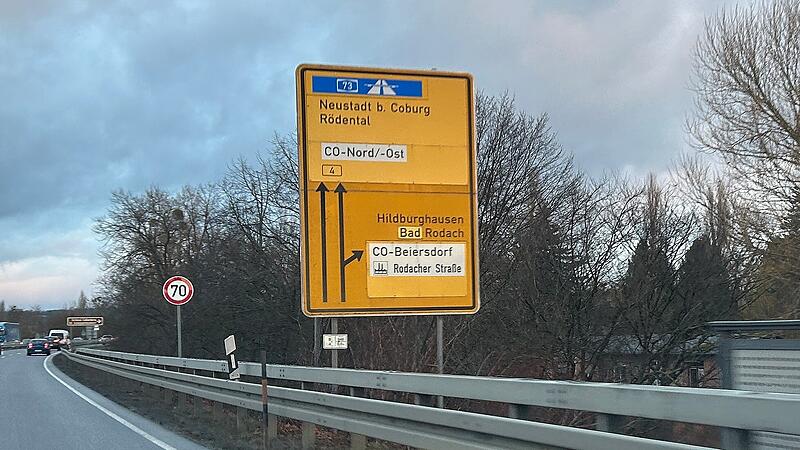 73
Neustadt b. Coburg
Rödental
CO-Nord/-Ost
4
Hildburghausen
Bad Rodach
CO-Beiersdorf
Rodacher Straße
70